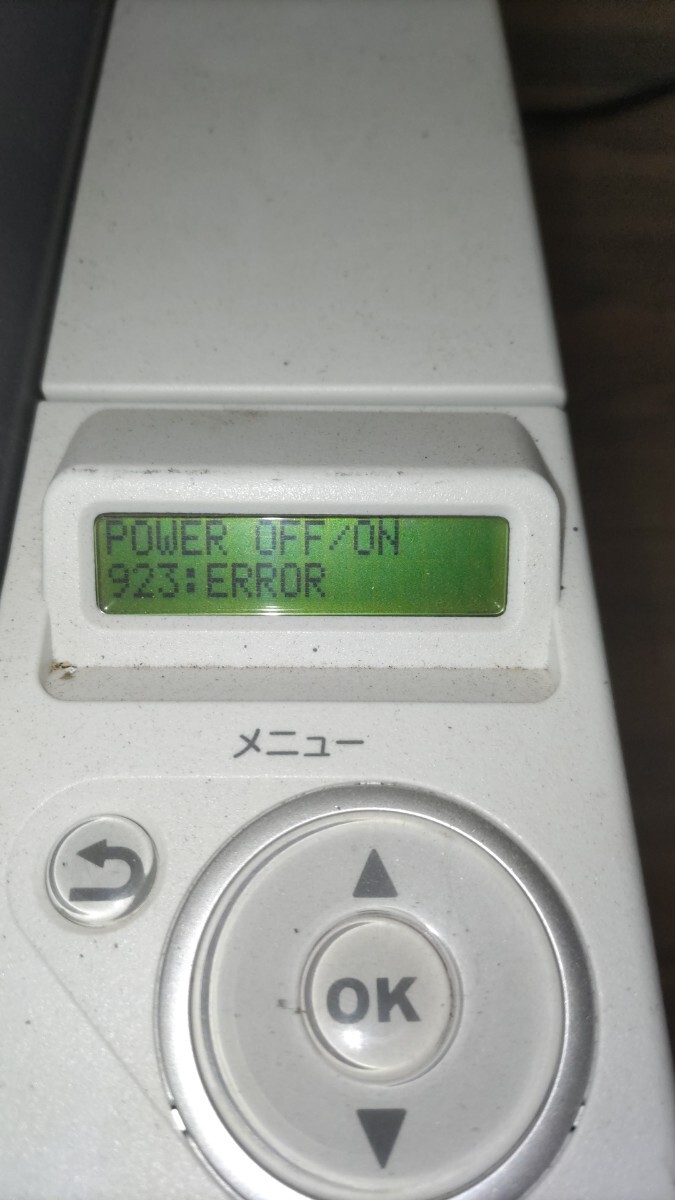 POWER OFF/ON
923:ERROR
メニュー
OK